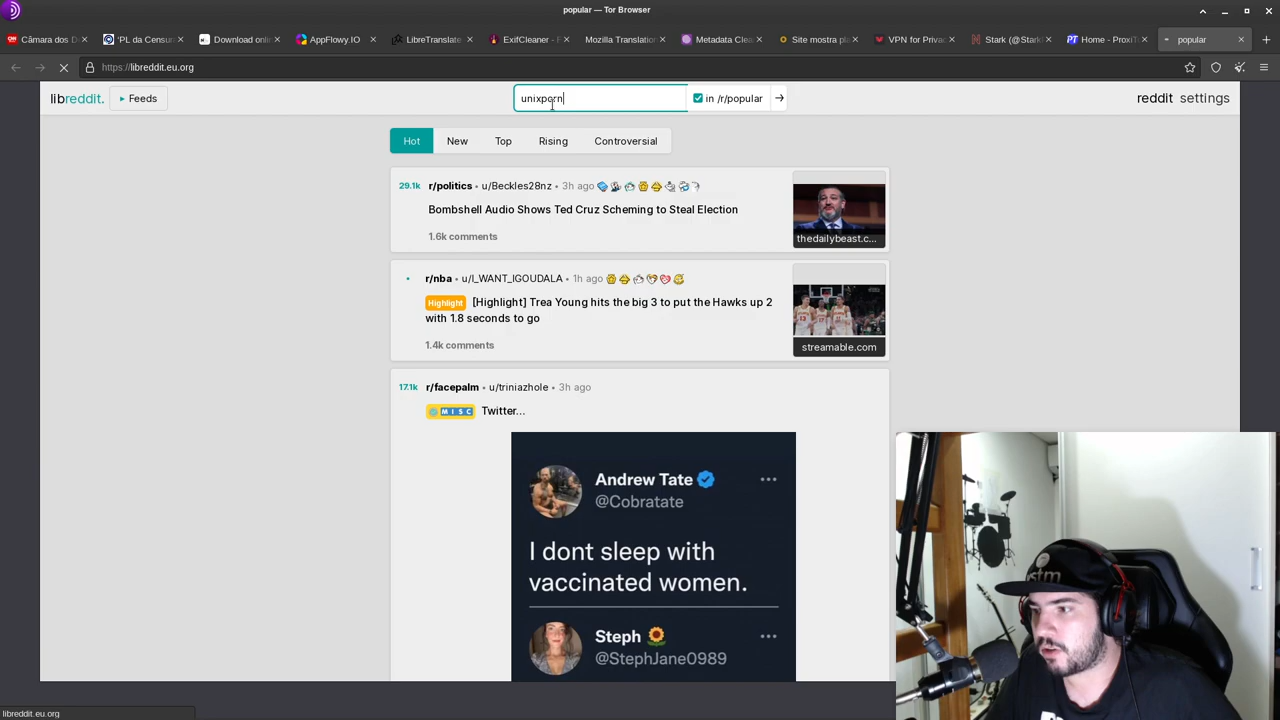 popular — Tor Browser
Câmara dos D
'PL da Censur
Download onli
AppFlowy.IO
LibreTranslate
ExifCleaner - F
Mozilla Translation
Metadata Clea
Site mostra pl
VPN for Privac
Stark (@Stark
Home - ProxiT
popular
https://libreddit.eu.org
libreddit.
Feeds
unixporn
in /r/popular
reddit settings
Hot New Top Rising Controversial
29.1k r/politics • u/Beckles28nz • 3h ago
Bombshell Audio Shows Ted Cruz Scheming to Steal Election
1.6k comments
thedailybeast.c...
r/nba • u/I_WANT_IGOUDALA • 1h ago
Highlight [Highlight] Trea Young hits the big 3 to put the Hawks up 2
with 1.8 seconds to go
1.4k comments
streamable.com
17.1k r/facepalm • u/triniazhole • 3h ago
MISC Twitter...
Andrew Tate
@Cobratate
I dont sleep with
vaccinated women.
Steph
@StephJane0989
libreddit.eu.org